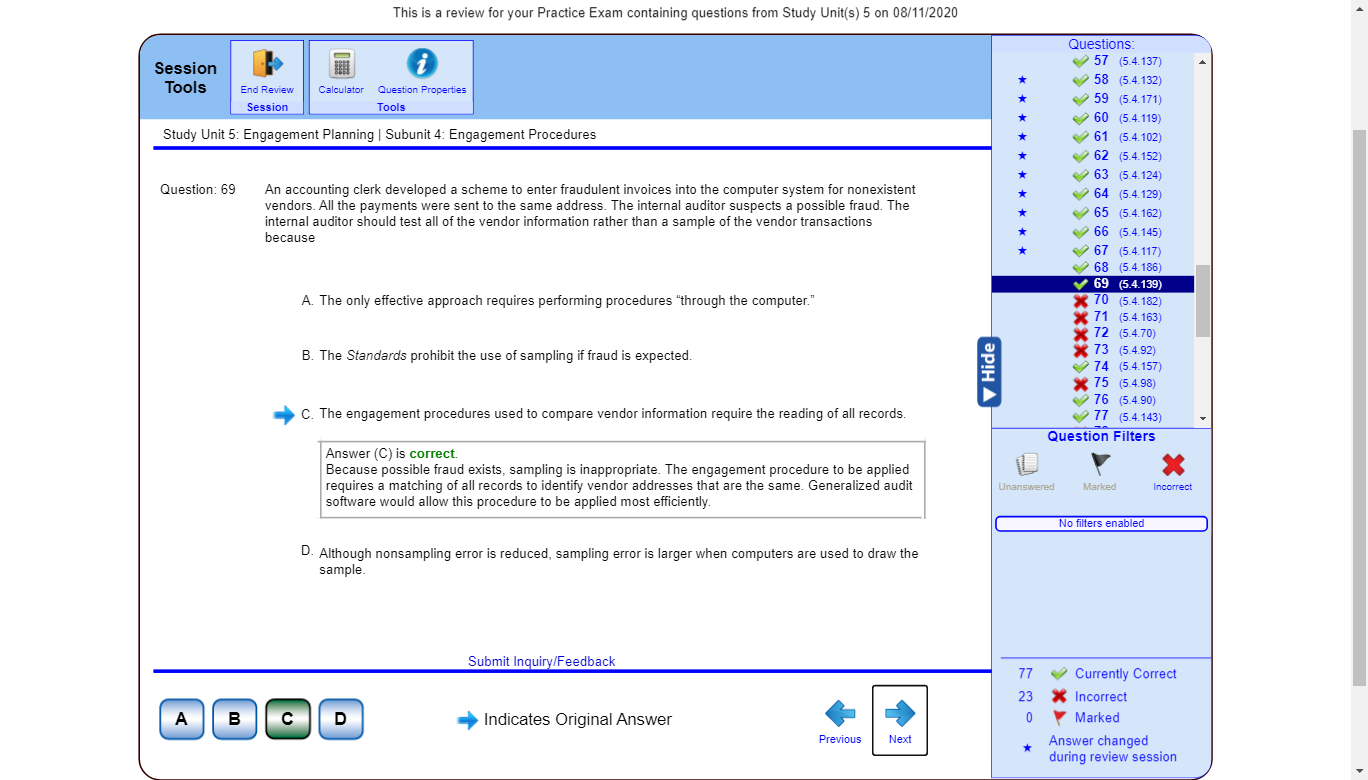 This is a review for your Practice Exam containing questions from Study Unit(s) 5 on 08/11/2020
Session
Tools
End Review
Session
Calculator
Question Properties
Tools
Study Unit 5: Engagement Planning | Subunit 4: Engagement Procedures
Question: 69
An accounting clerk developed a scheme to enter fraudulent invoices into the computer system for nonexistent
vendors. All the payments were sent to the same address. The internal auditor suspects a possible fraud. The
internal auditor should test all of the vendor information rather than a sample of the vendor transactions
because
A. The only effective approach requires performing procedures “through the computer.”
B. The Standards prohibit the use of sampling if fraud is expected.
C. The engagement procedures used to compare vendor information require the reading of all records.
Answer (C) is correct.
Because possible fraud exists, sampling is inappropriate. The engagement procedure to be applied
requires a matching of all records to identify vendor addresses that are the same. Generalized audit
software would allow this procedure to be applied most efficiently.
D. Although nonsampling error is reduced, sampling error is larger when computers are used to draw the
sample.
Submit Inquiry/Feedback
A
B
C
D
Indicates Original Answer
Previous
Next
Hide
Questions:
57 (5.4.137)
58 (5.4.132)
59 (5.4.171)
60 (5.4.119)
61 (5.4.102)
62 (5.4.152)
63 (5.4.124)
64 (5.4.129)
65 (5.4.162)
66 (5.4.145)
67 (5.4.117)
68 (5.4.186)
69 (5.4.139)
70 (5.4.182)
71 (5.4.163)
72 (5.4.70)
73 (5.4.92)
74 (5.4.157)
75 (5.4.98)
76 (5.4.90)
77 (5.4.143)
Question Filters
Unanswered
Marked
Incorrect
No filters enabled
77 Currently Correct
23 Incorrect
0 Marked
Answer changed
during review session